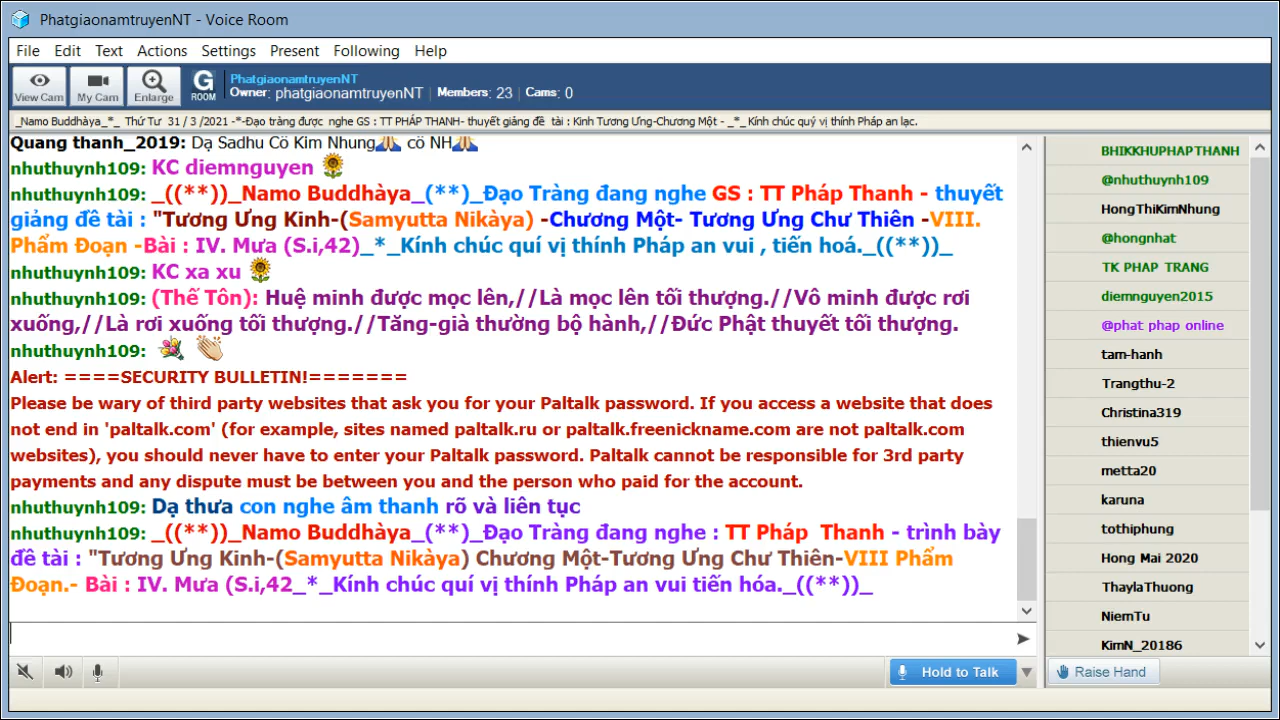 PhatgiaonamtruyenNT - Voice Room
File Edit Text Actions Settings Present Following Help
View Cam My Cam Enlarge G ROOM
PhatgiaonamtruyenNT
Owner: phatgiaonamtruyenNT Members: 23 Cams: 0
_Namo Buddhàya_*_ Thứ Tư 31 / 3 /2021 -*-Đạo tràng được nghe GS : TT PHÁP THANH- thuyết giảng đề tài : Kinh Tương Ưng-Chương Một - _*_ Kính chúc quý vị thính Pháp an lạc.
Quang thanh_2019: Dạ Sadhu Cô Kim Nhung🙏 cô NH🙏
nhuthuynh109: KC diemnguyen 🌻
nhuthuynh109: _((**))_Namo Buddhàya_(**)_Đạo Tràng đang nghe GS : TT Pháp Thanh - thuyết
giảng đề tài : "Tương Ưng Kinh-(Samyutta Nikàya) -Chương Một- Tương Ưng Chư Thiên -VIII.
Phẩm Đoạn -Bài : IV. Mưa (S.i,42)_*_Kính chúc quí vị thính Pháp an vui , tiến hoá._((**))_
nhuthuynh109: KC xa xu 🌻
nhuthuynh109: (Thế Tôn): Huệ minh được mọc lên,//Là mọc lên tối thượng.//Vô minh được rơi
xuống,//Là rơi xuống tối thượng.//Tăng-già thường bộ hành,//Đức Phật thuyết tối thượng.
nhuthuynh109: 💐 👏
Alert: ====SECURITY BULLETIN!=======
Please be wary of third party websites that ask you for your Paltalk password. If you access a website that does
not end in 'paltalk.com' (for example, sites named paltalk.ru or paltalk.freenickname.com are not paltalk.com
websites), you should never have to enter your Paltalk password. Paltalk cannot be responsible for 3rd party
payments and any dispute must be between you and the person who paid for the account.
nhuthuynh109: Dạ thưa con nghe âm thanh rõ và liên tục
nhuthuynh109: _((**))_Namo Buddhàya_(**)_Đạo Tràng đang nghe : TT Pháp Thanh - trình bày
đề tài : "Tương Ưng Kinh-(Samyutta Nikàya) Chương Một-Tương Ưng Chư Thiên-VIII Phẩm
Đoạn.- Bài : IV. Mưa (S.i,42_*_Kính chúc quí vị thính Pháp an vui tiến hóa._((**))_
Hold to Talk
BHIKKHUPHAPTHANH
@nhuthuynh109
HongThiKimNhung
@hongnhat
TK PHAP TRANG
diemnguyen2015
@phat phap online
tam-hanh
Trangthu-2
Christina319
thienvu5
metta20
karuna
tothiphung
Hong Mai 2020
ThaylaThuong
NiemTu
KimN_20186
Raise Hand